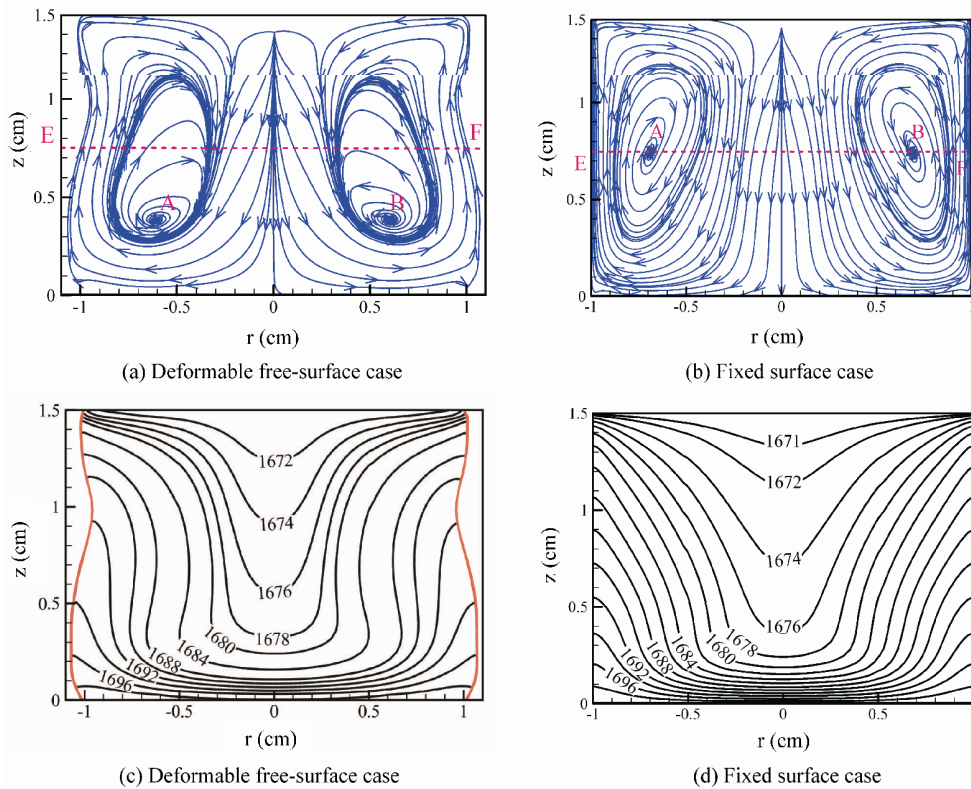 1.5
1
0.5
0
z (cm)
E
F
A
B
-1
-0.5
0
0.5
1
r (cm)
(a) Deformable free-surface case
1.5
1
0.5
0
z (cm)
A
B
E
F
-1
-0.5
0
0.5
1
r (cm)
(b) Fixed surface case
1.5
1
0.5
0
z (cm)
1672
1674
1676
1678
1680
1684
1688
1692
1696
-1
-0.5
0
0.5
1
r (cm)
(c) Deformable free-surface case
1.5
1
0.5
0
z (cm)
1671
1672
1674
1676
1678
1680
1684
1688
1692
1696
-1
-0.5
0
0.5
r (cm)
(d) Fixed surface case